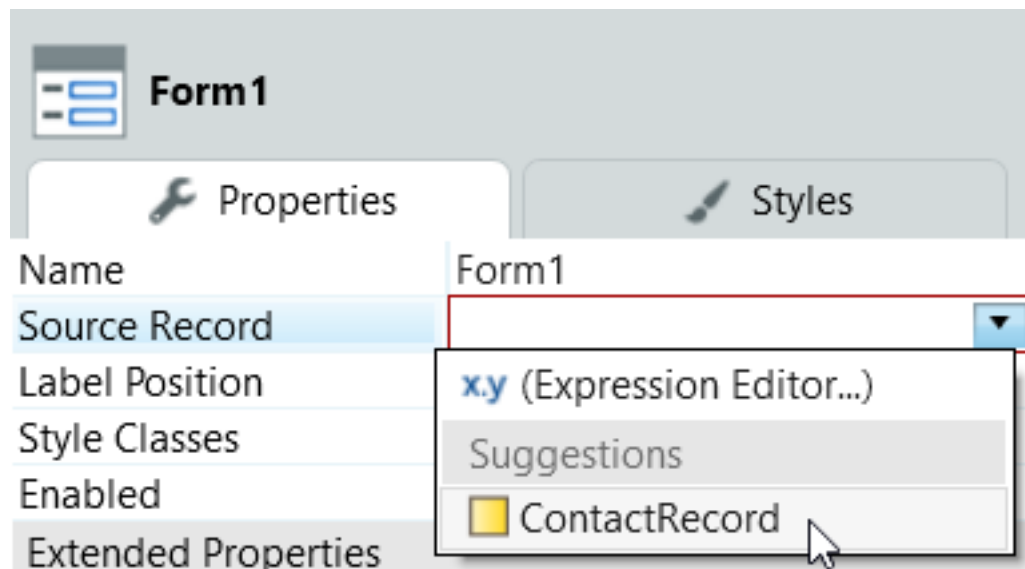 Form1
Properties Styles
Name Form1
Source Record
Label Position x.y (Expression Editor...)
Style Classes Suggestions
Enabled ContactRecord
Extended Properties